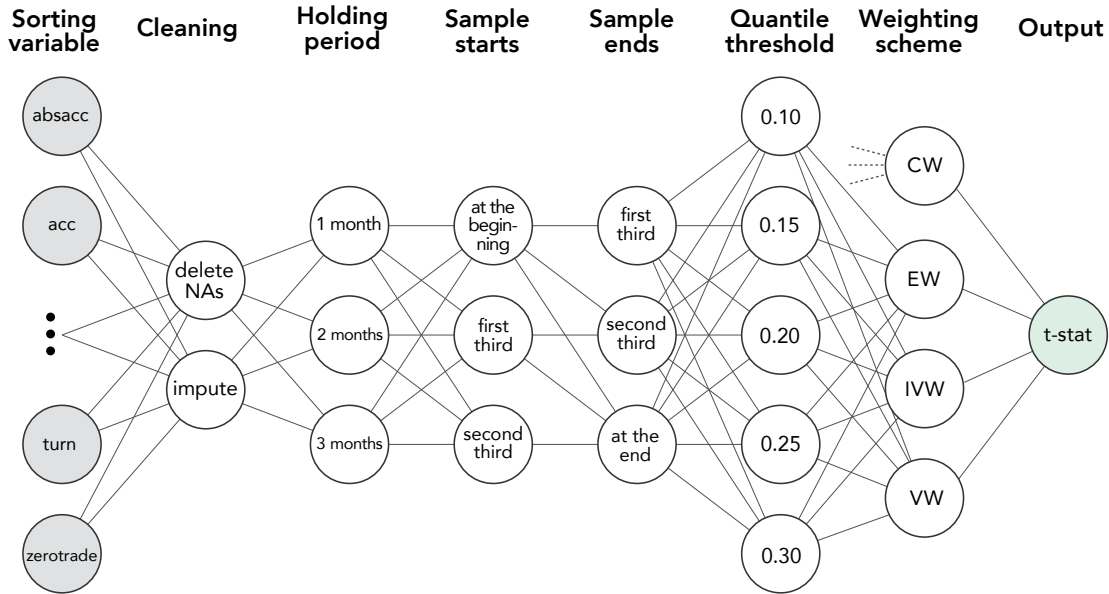 Sorting
variable
Cleaning
Holding
period
Sample
starts
Sample
ends
Quantile
threshold
Weighting
scheme
Output
absacc
acc
turn
zerotrade
delete
NAs
impute
1 month
2 months
3 months
at the
begin-
ning
first
third
second
third
first
third
second
third
at the
end
0.10
0.15
0.20
0.25
0.30
CW
EW
IVW
VW
t-stat